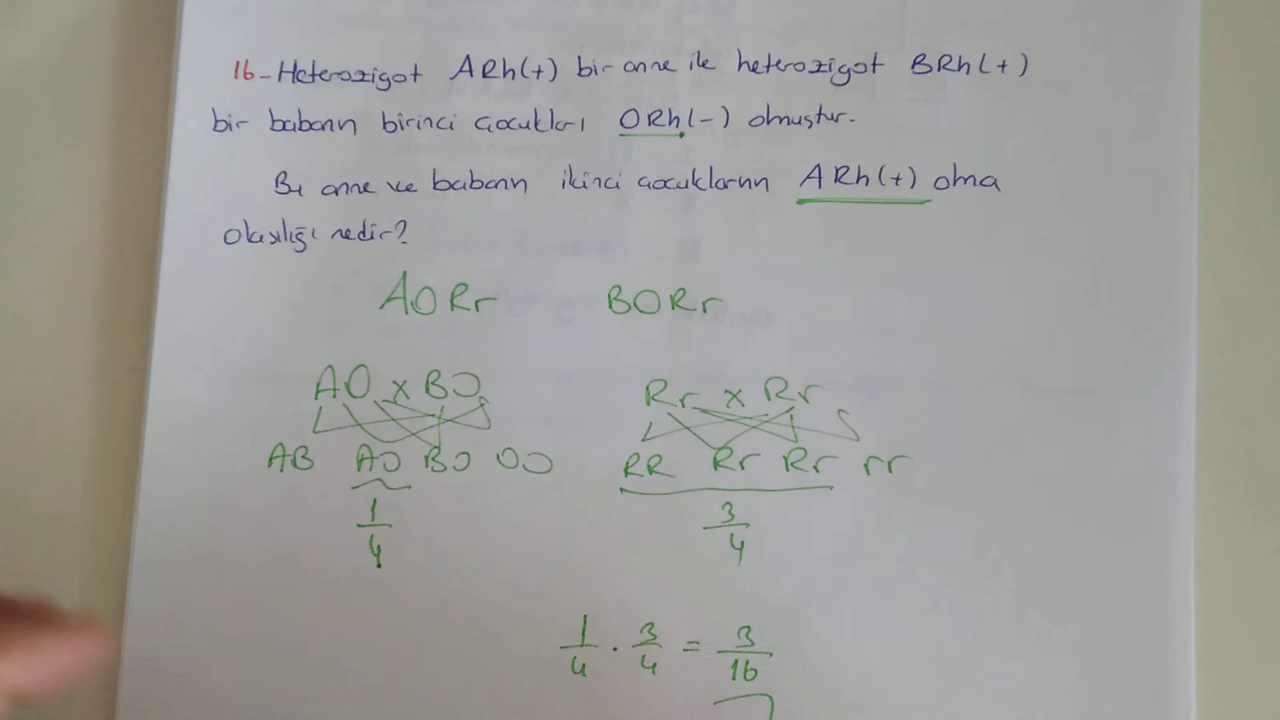 16- Heterozigot ARh(+) bir anne ile heterozigot BRh(+)
bir babanın birinci çocukları ORh(-) olmuştur.
Bu anne ve babanın ikinci çocuklarının ARh(+) olma
olasılığı nedir?
AORr BORr
AO x BO Rr x Rr
AB AO BO OO RR Rr Rr rr
1/4 3/4
1/4 . 3/4 = 3/16